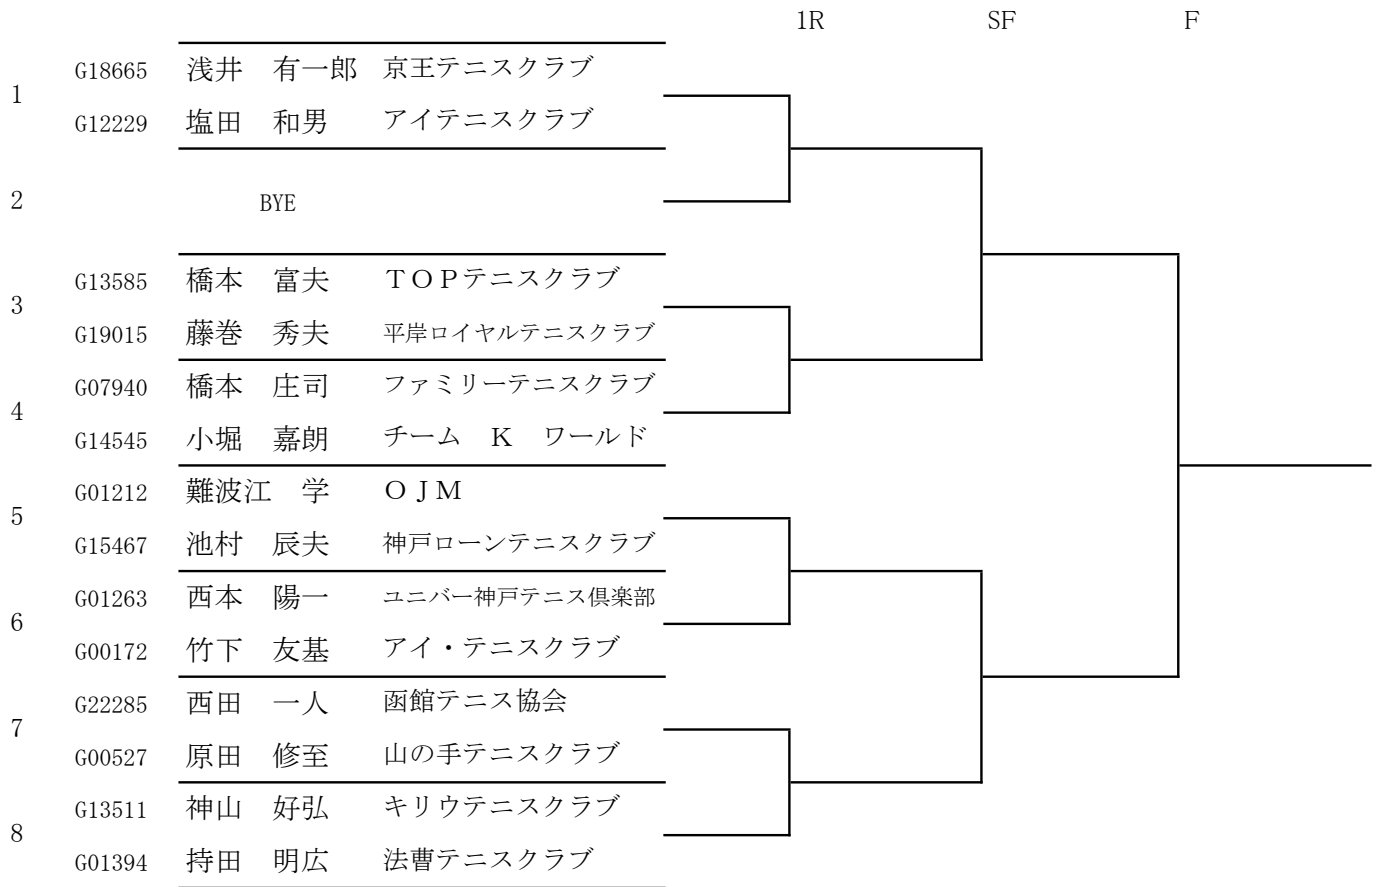 1R SF F
G18665 浅井　有一郎 京王テニスクラブ
1
G12229 塩田　和男 アイテニスクラブ
2 BYE
G13585 橋本　富夫 ＴＯＰテニスクラブ
3
G19015 藤巻　秀夫 平岸ロイヤルテニスクラブ
G07940 橋本　庄司 ファミリーテニスクラブ
4
G14545 小堀　嘉朗 チーム　Ｋ　ワールド
G01212 難波江　学 ＯＪＭ
5
G15467 池村　辰夫 神戸ローンテニスクラブ
G01263 西本　陽一 ユニバー神戸テニス倶楽部
6
G00172 竹下　友基 アイ・テニスクラブ
G22285 西田　一人 函館テニス協会
7
G00527 原田　修至 山の手テニスクラブ
G13511 神山　好弘 キリウテニスクラブ
8
G01394 持田　明広 法曹テニスクラブ